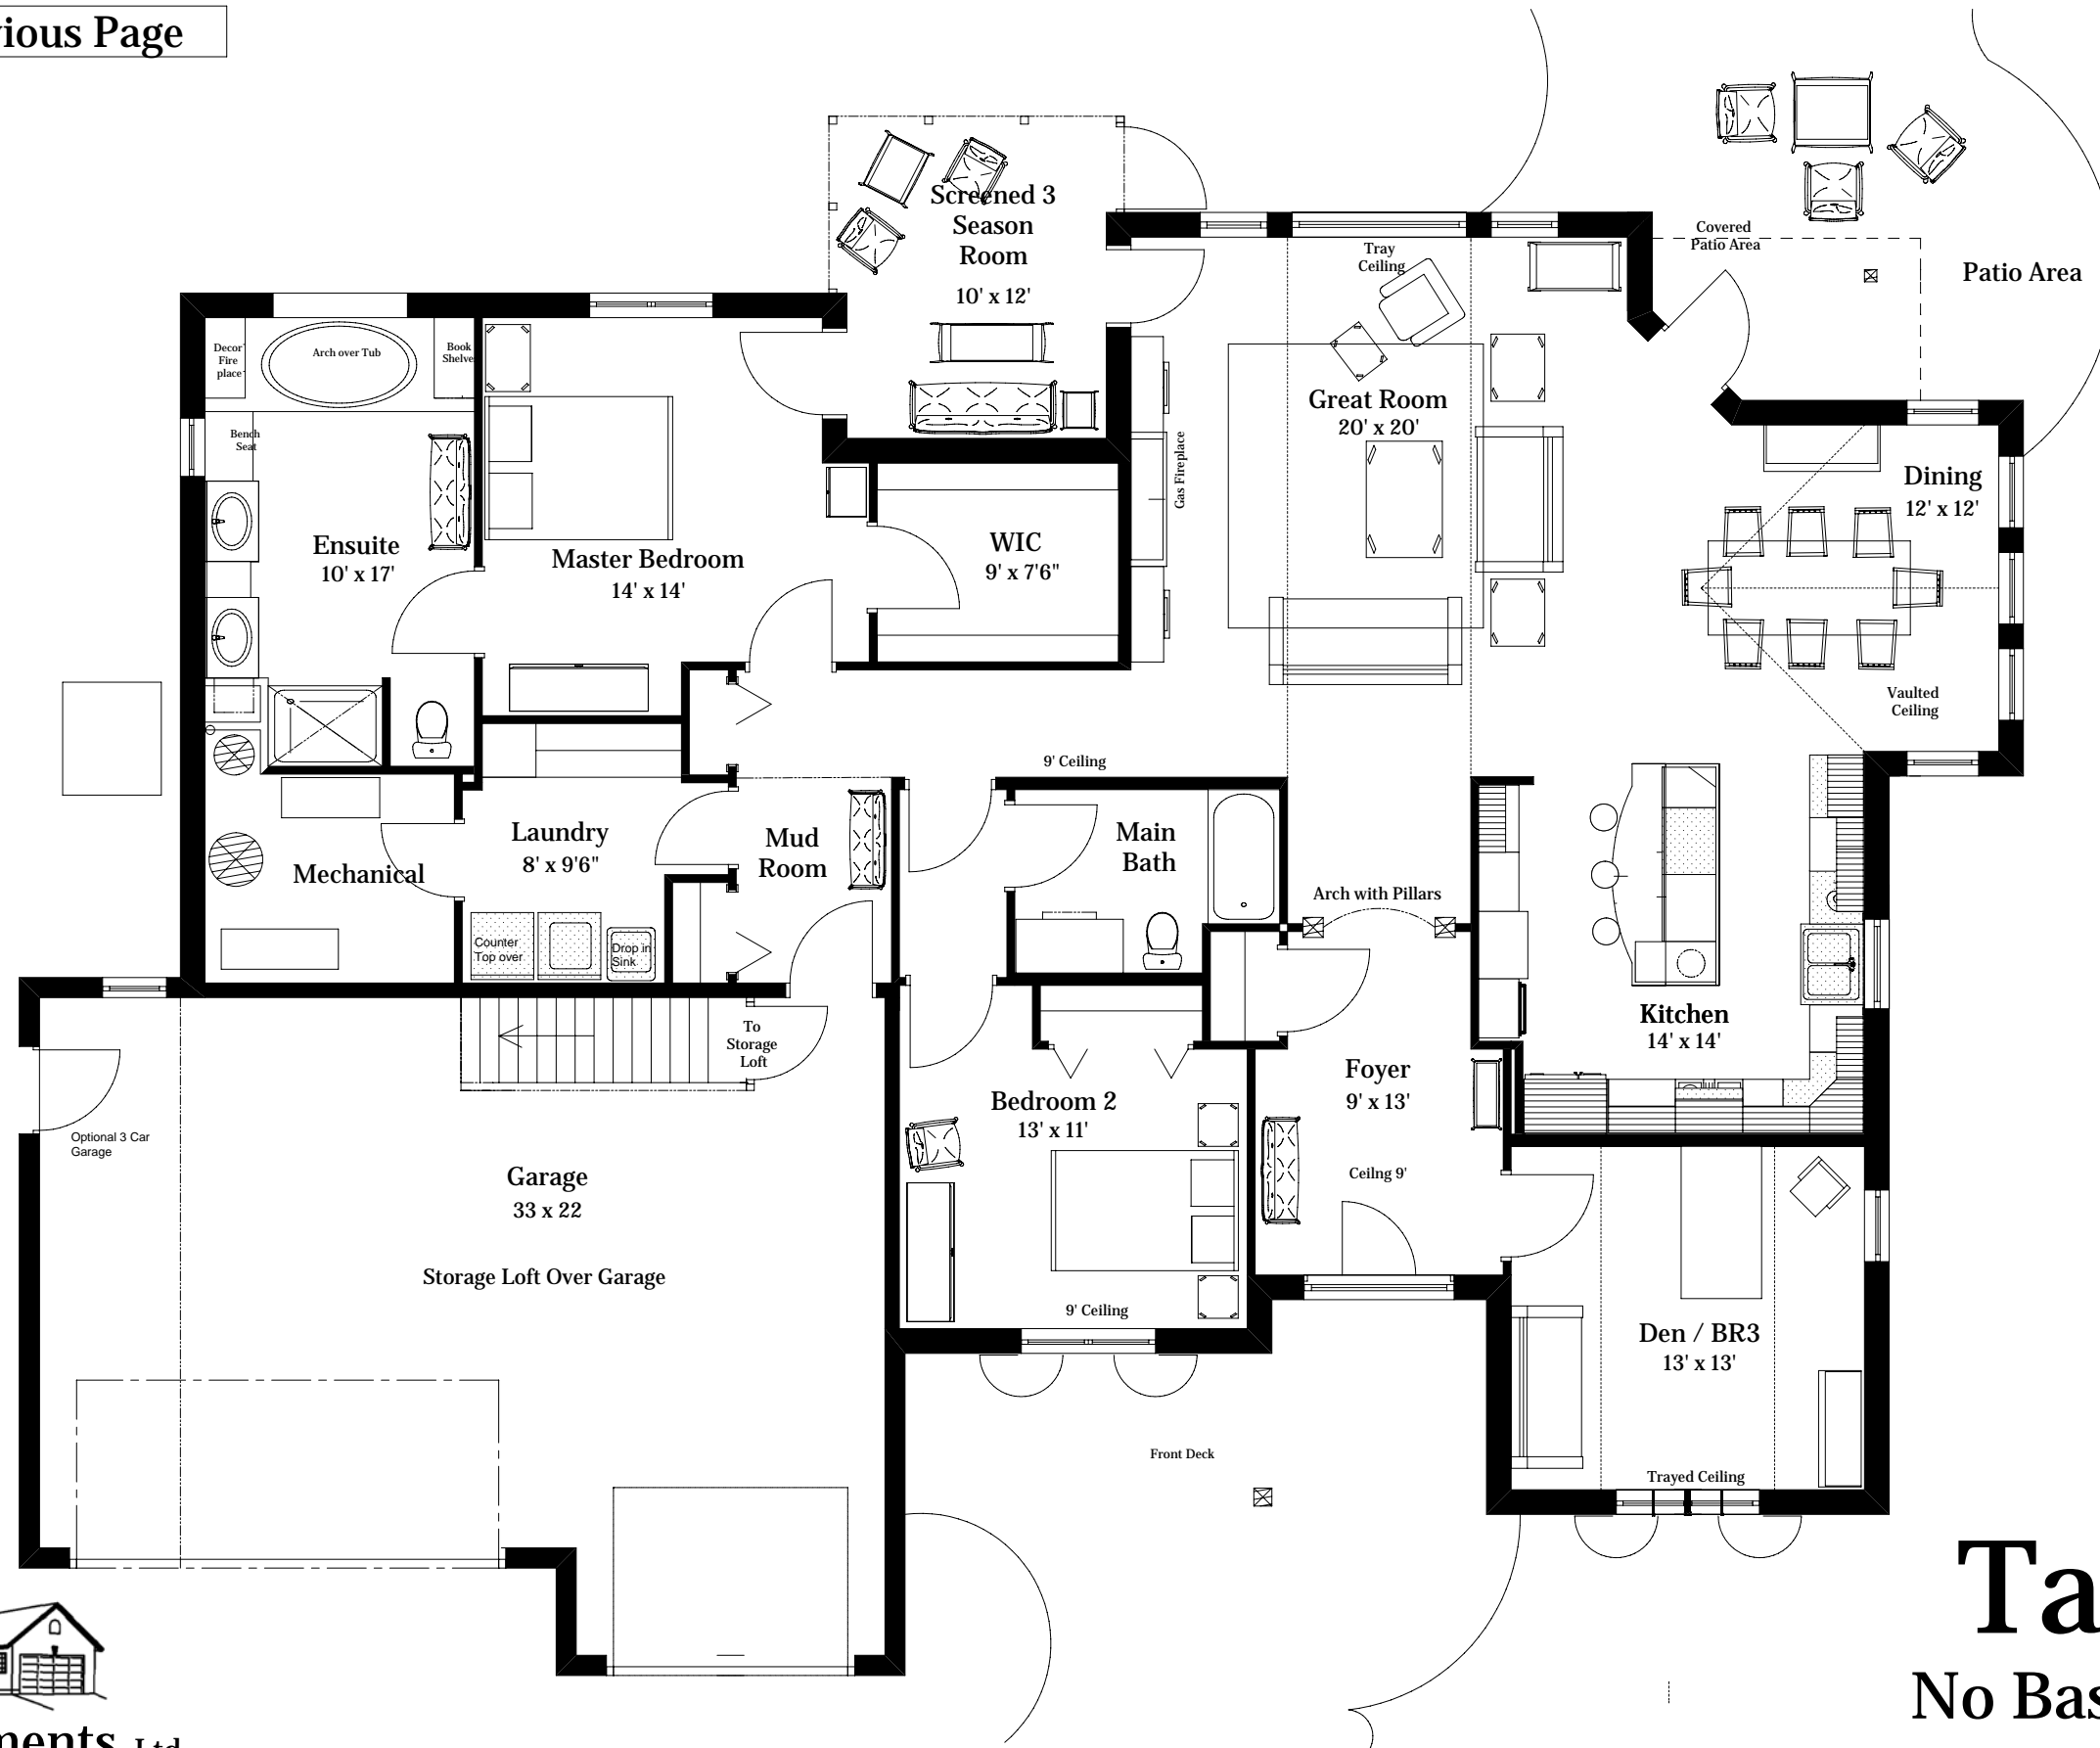 ious Page
Screened 3
Season
Room
10' x 12'
Tray
Ceiling
Covered
Patio Area
Patio Area
Decor
Fire
place
Arch over Tub
Book
Shelve
Bench
Seat
Great Room
20' x 20'
Gas Fireplace
Dining
12' x 12'
Ensuite
10' x 17'
Master Bedroom
14' x 14'
WIC
9' x 7'6"
Vaulted
Ceiling
9' Ceiling
Laundry
8' x 9'6"
Mud
Room
Main
Bath
Mechanical
Arch with Pillars
Counter
Top over
Drop in
Sink
To
Storage
Loft
Kitchen
14' x 14'
Foyer
9' x 13'
Bedroom 2
13' x 11'
Optional 3 Car
Garage
Garage
33 x 22
Ceilng 9'
Storage Loft Over Garage
9' Ceiling
Den / BR3
13' x 13'
Front Deck
Trayed Ceiling
Ta
No Bas
ments Ltd